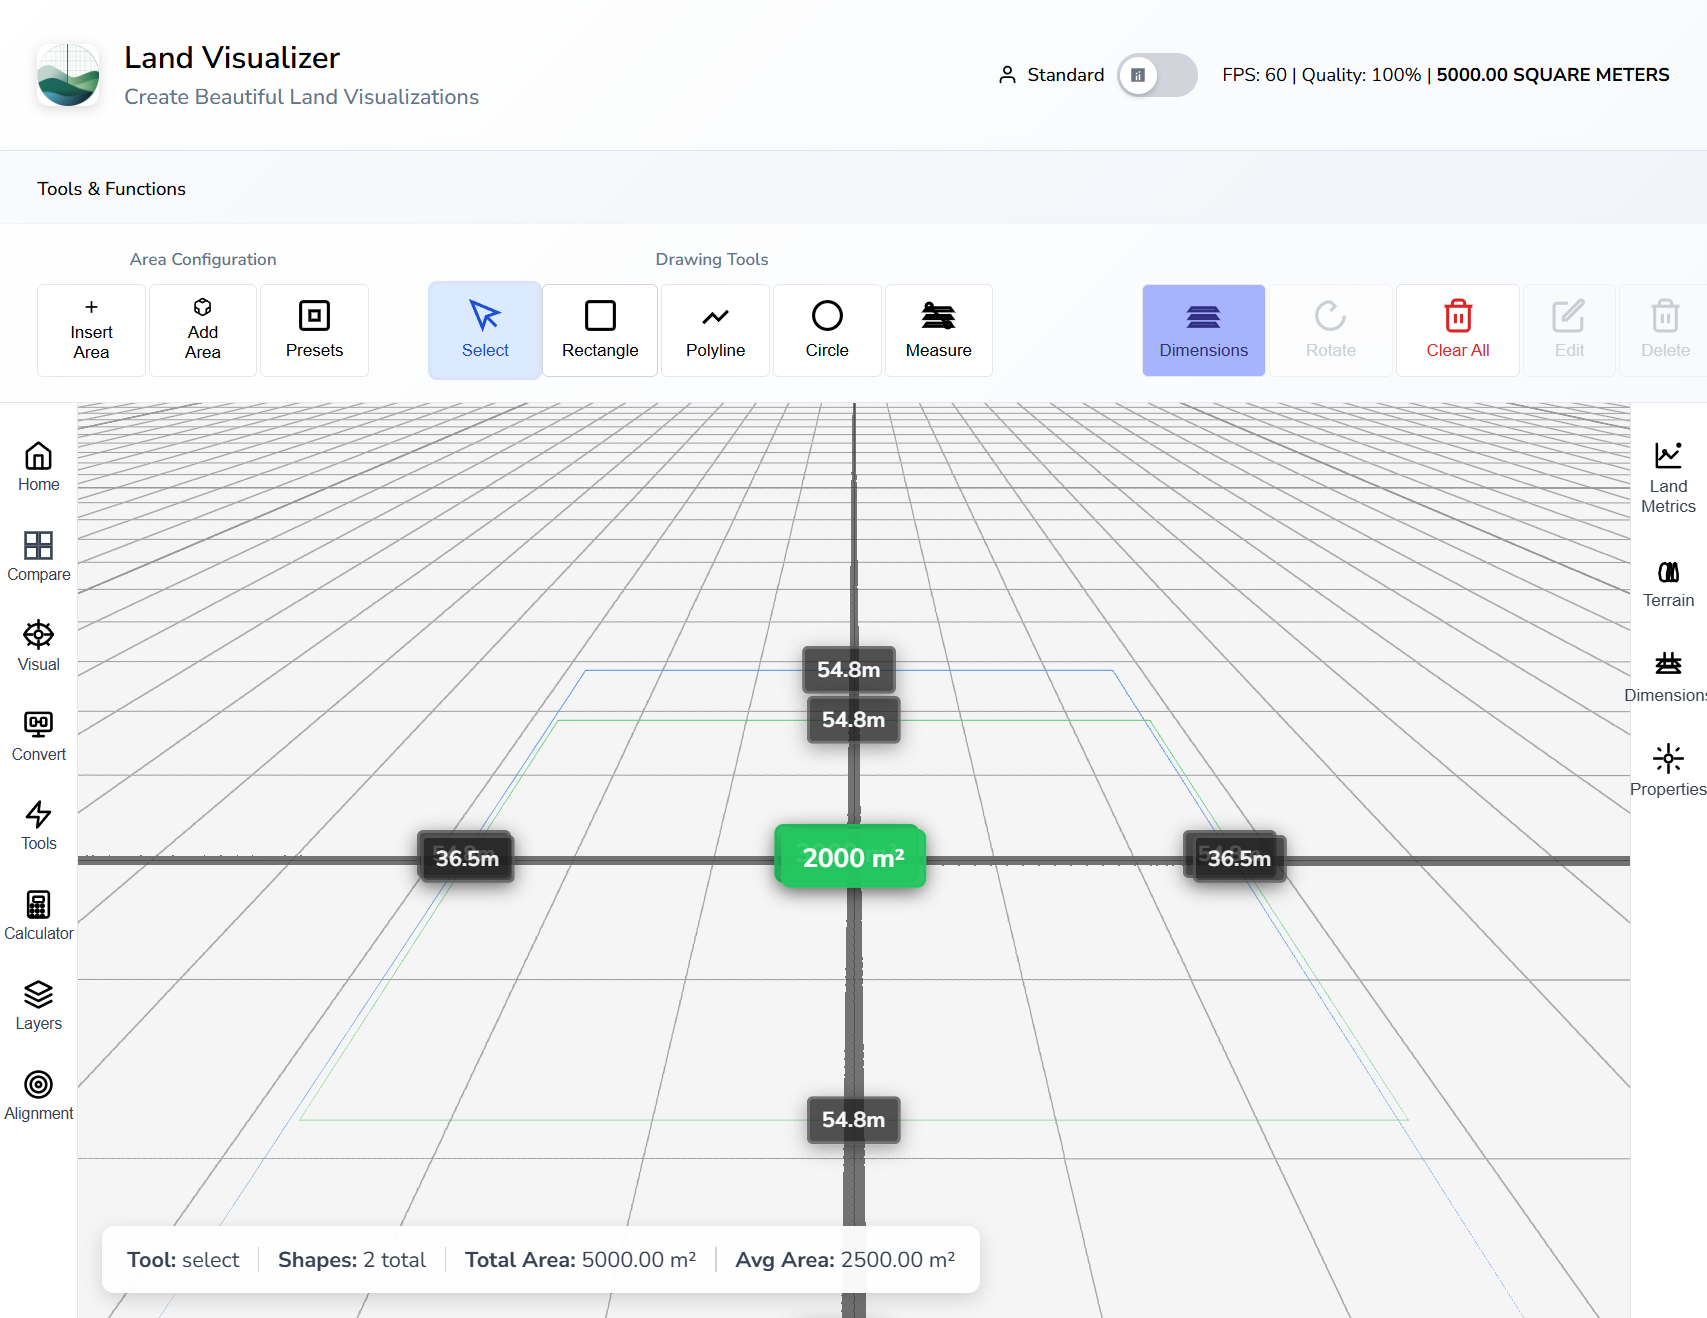 Land Visualizer
Create Beautiful Land Visualizations
Standard
FPS: 60 | Quality: 100% | 5000.00 SQUARE METERS
Tools & Functions
Area Configuration
Drawing Tools
Insert
Area
Add
Area
Presets
Select
Rectangle
Polyline
Circle
Measure
Dimensions
Rotate
Clear All
Edit
Delete
Home
Compare
Visual
Convert
Tools
Calculator
Layers
Alignment
Land
Metrics
Terrain
Dimensions
Properties
54.8m
54.8m
36.5m
2000 m²
36.5m
54.8m
Tool: select
Shapes: 2 total
Total Area: 5000.00 m²
Avg Area: 2500.00 m²